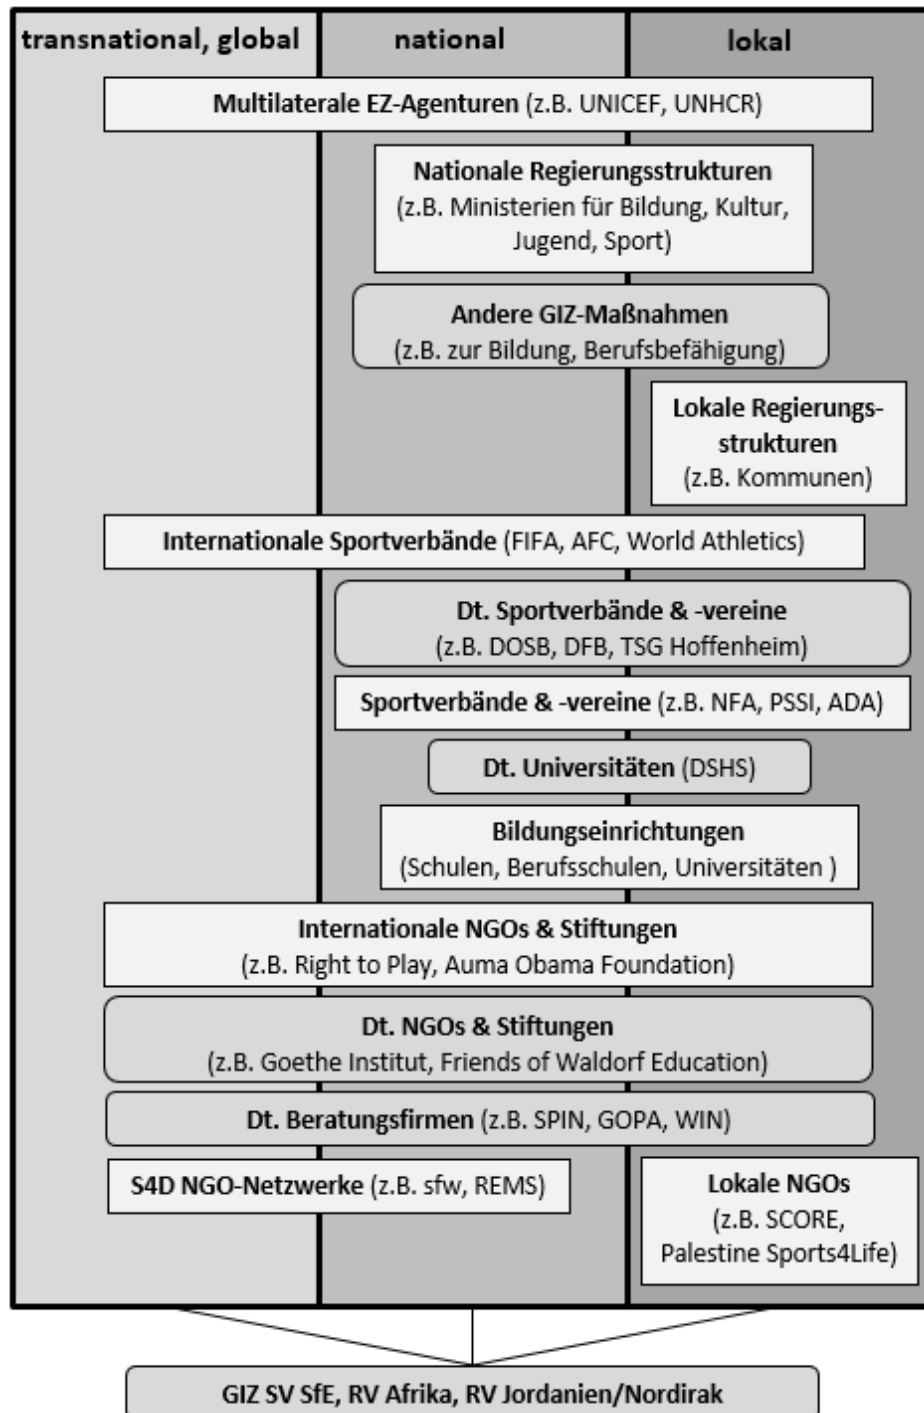 transnational, global
national
lokal
Multilaterale EZ-Agenturen (z.B. UNICEF, UNHCR)
Nationale Regierungsstrukturen
(z.B. Ministerien für Bildung, Kultur,
Jugend, Sport)
Andere GIZ-Maßnahmen
(z.B. zur Bildung, Berufsbefähigung)
Lokale Regierungs-
strukturen
(z.B. Kommunen)
Internationale Sportverbände (FIFA, AFC, World Athletics)
Dt. Sportverbände & -vereine
(z.B. DOSB, DFB, TSG Hoffenheim)
Sportverbände & -vereine (z.B. NFA, PSSI, ADA)
Dt. Universitäten (DSHS)
Bildungseinrichtungen
(Schulen, Berufsschulen, Universitäten )
Internationale NGOs & Stiftungen
(z.B. Right to Play, Auma Obama Foundation)
Dt. NGOs & Stiftungen
(z.B. Goethe Institut, Friends of Waldorf Education)
Dt. Beratungsfirmen (z.B. SPIN, GOPA, WIN)
S4D NGO-Netzwerke (z.B. sfw, REMS)
Lokale NGOs
(z.B. SCORE,
Palestine Sports4Life)
GIZ SV SfE, RV Afrika, RV Jordanien/Nordirak